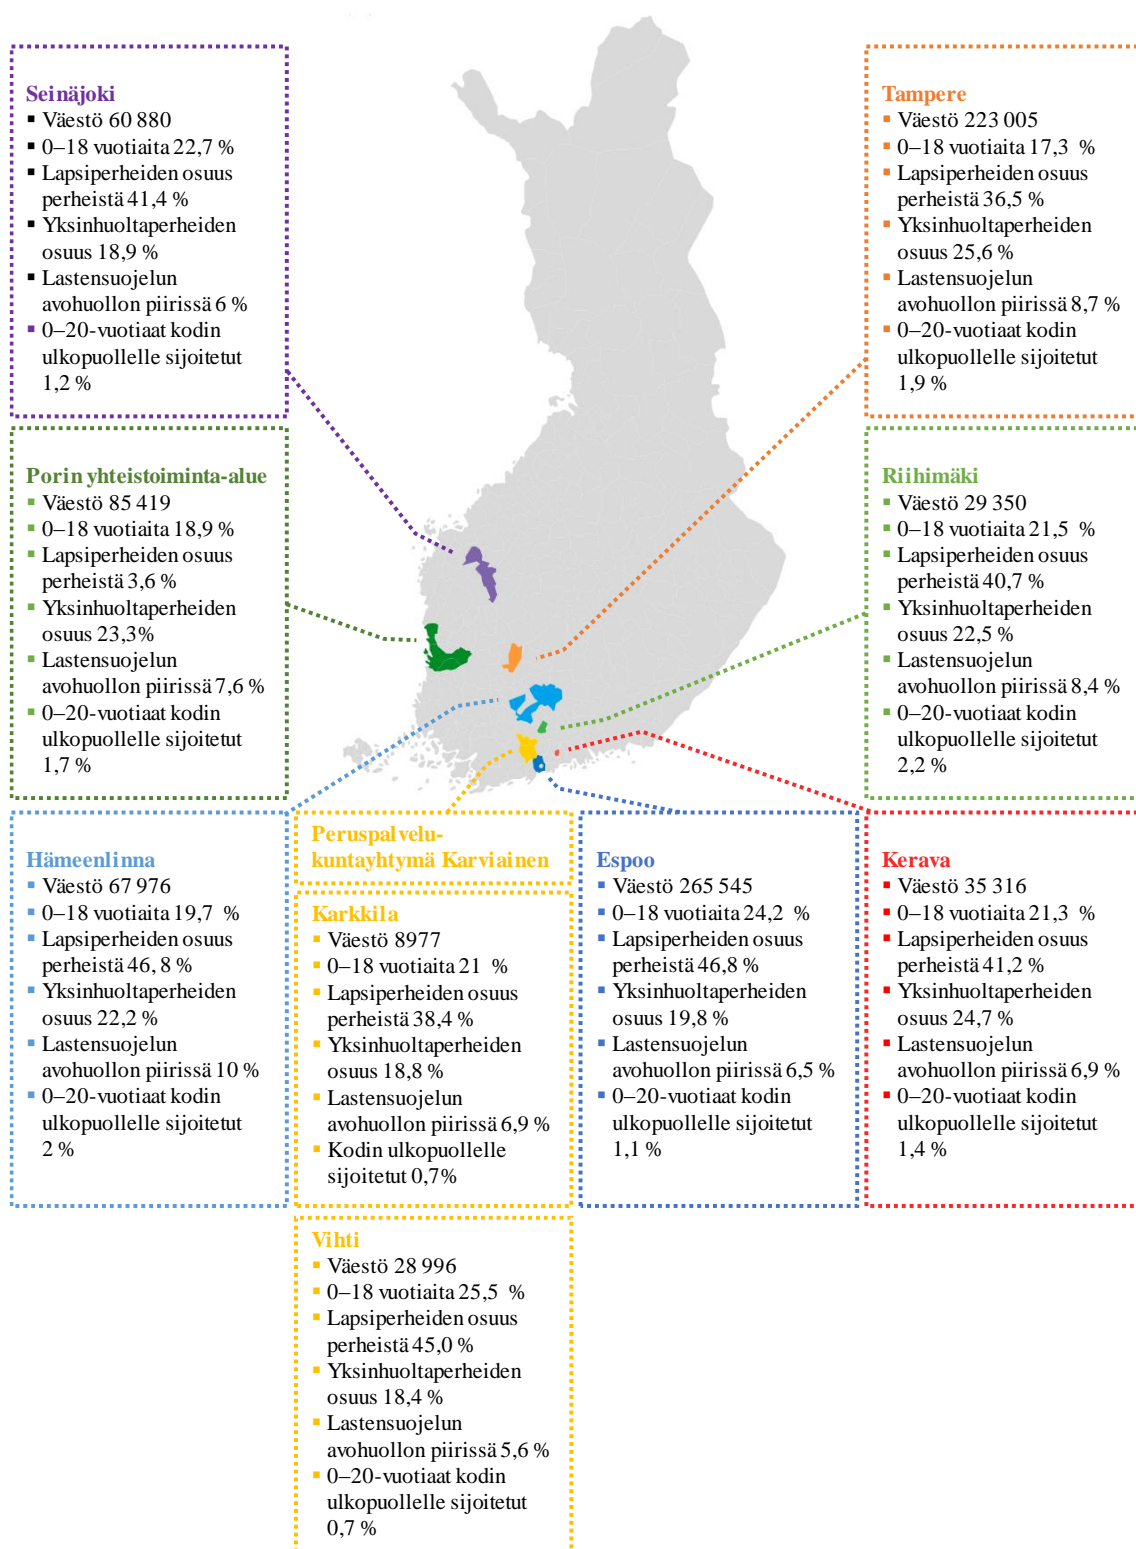 Seinäjoki
▪ Väestö 60 880
▪ 0–18 vuotiaita 22,7 %
▪ Lapsiperheiden osuus
perheistä 41,4 %
▪ Yksinhuoltaperheiden
osuus 18,9 %
▪ Lastensuojelun
avohuollon piirissä 6 %
▪ 0–20-vuotiaat kodin
ulkopuollelle sijoitetut
1,2 %
Tampere
▪ Väestö 223 005
▪ 0–18 vuotiaita 17,3 %
▪ Lapsiperheiden osuus
perheistä 36,5 %
▪ Yksinhuoltaperheiden
osuus 25,6 %
▪ Lastensuojelun
avohuollon piirissä 8,7 %
▪ 0–20-vuotiaat kodin
ulkopuollelle sijoitetut
1,9 %
Porin yhteistoiminta-alue
▪ Väestö 85 419
▪ 0–18 vuotiaita 18,9 %
▪ Lapsiperheiden osuus
perheistä 3,6 %
▪ Yksinhuoltaperheiden
osuus 23,3%
▪ Lastensuojelun
avohuollon piirissä 7,6 %
▪ 0–20-vuotiaat kodin
ulkopuollelle sijoitetut
1,7 %
Riihimäki
▪ Väestö 29 350
▪ 0–18 vuotiaita 21,5 %
▪ Lapsiperheiden osuus
perheistä 40,7 %
▪ Yksinhuoltaperheiden
osuus 22,5 %
▪ Lastensuojelun
avohuollon piirissä 8,4 %
▪ 0–20-vuotiaat kodin
ulkopuollelle sijoitetut
2,2 %
Hämeenlinna
▪ Väestö 67 976
▪ 0–18 vuotiaita 19,7 %
▪ Lapsiperheiden osuus
perheistä 46, 8 %
▪ Yksinhuoltaperheiden
osuus 22,2 %
▪ Lastensuojelun
avohuollon piirissä 10 %
▪ 0–20-vuotiaat kodin
ulkopuollelle sijoitetut
2 %
Peruspalvelu-
kuntayhtymä Karviainen
Karkkila
▪ Väestö 8977
▪ 0–18 vuotiaita 21 %
▪ Lapsiperheiden osuus
perheistä 38,4 %
▪ Yksinhuoltaperheiden
osuus 18,8 %
▪ Lastensuojelun
avohuollon piirissä 6,9 %
▪ Kodin ulkopuollelle
sijoitetut 0,7%
Espoo
▪ Väestö 265 545
▪ 0–18 vuotiaita 24,2 %
▪ Lapsiperheiden osuus
perheistä 46,8 %
▪ Yksinhuoltaperheiden
osuus 19,8 %
▪ Lastensuojelun
avohuollon piirissä 6,5 %
▪ 0–20-vuotiaat kodin
ulkopuollelle sijoitetut
1,1 %
Kerava
▪ Väestö 35 316
▪ 0–18 vuotiaita 21,3 %
▪ Lapsiperheiden osuus
perheistä 41,2 %
▪ Yksinhuoltaperheiden
osuus 24,7 %
▪ Lastensuojelun
avohuollon piirissä 6,9 %
▪ 0–20-vuotiaat kodin
ulkopuollelle sijoitetut
1,4 %
Vihti
▪ Väestö 28 996
▪ 0–18 vuotiaita 25,5 %
▪ Lapsiperheiden osuus
perheistä 45,0 %
▪ Yksinhuoltaperheiden
osuus 18,4 %
▪ Lastensuojelun
avohuollon piirissä 5,6 %
▪ 0–20-vuotiaat kodin
ulkopuollelle sijoitetut
0,7 %